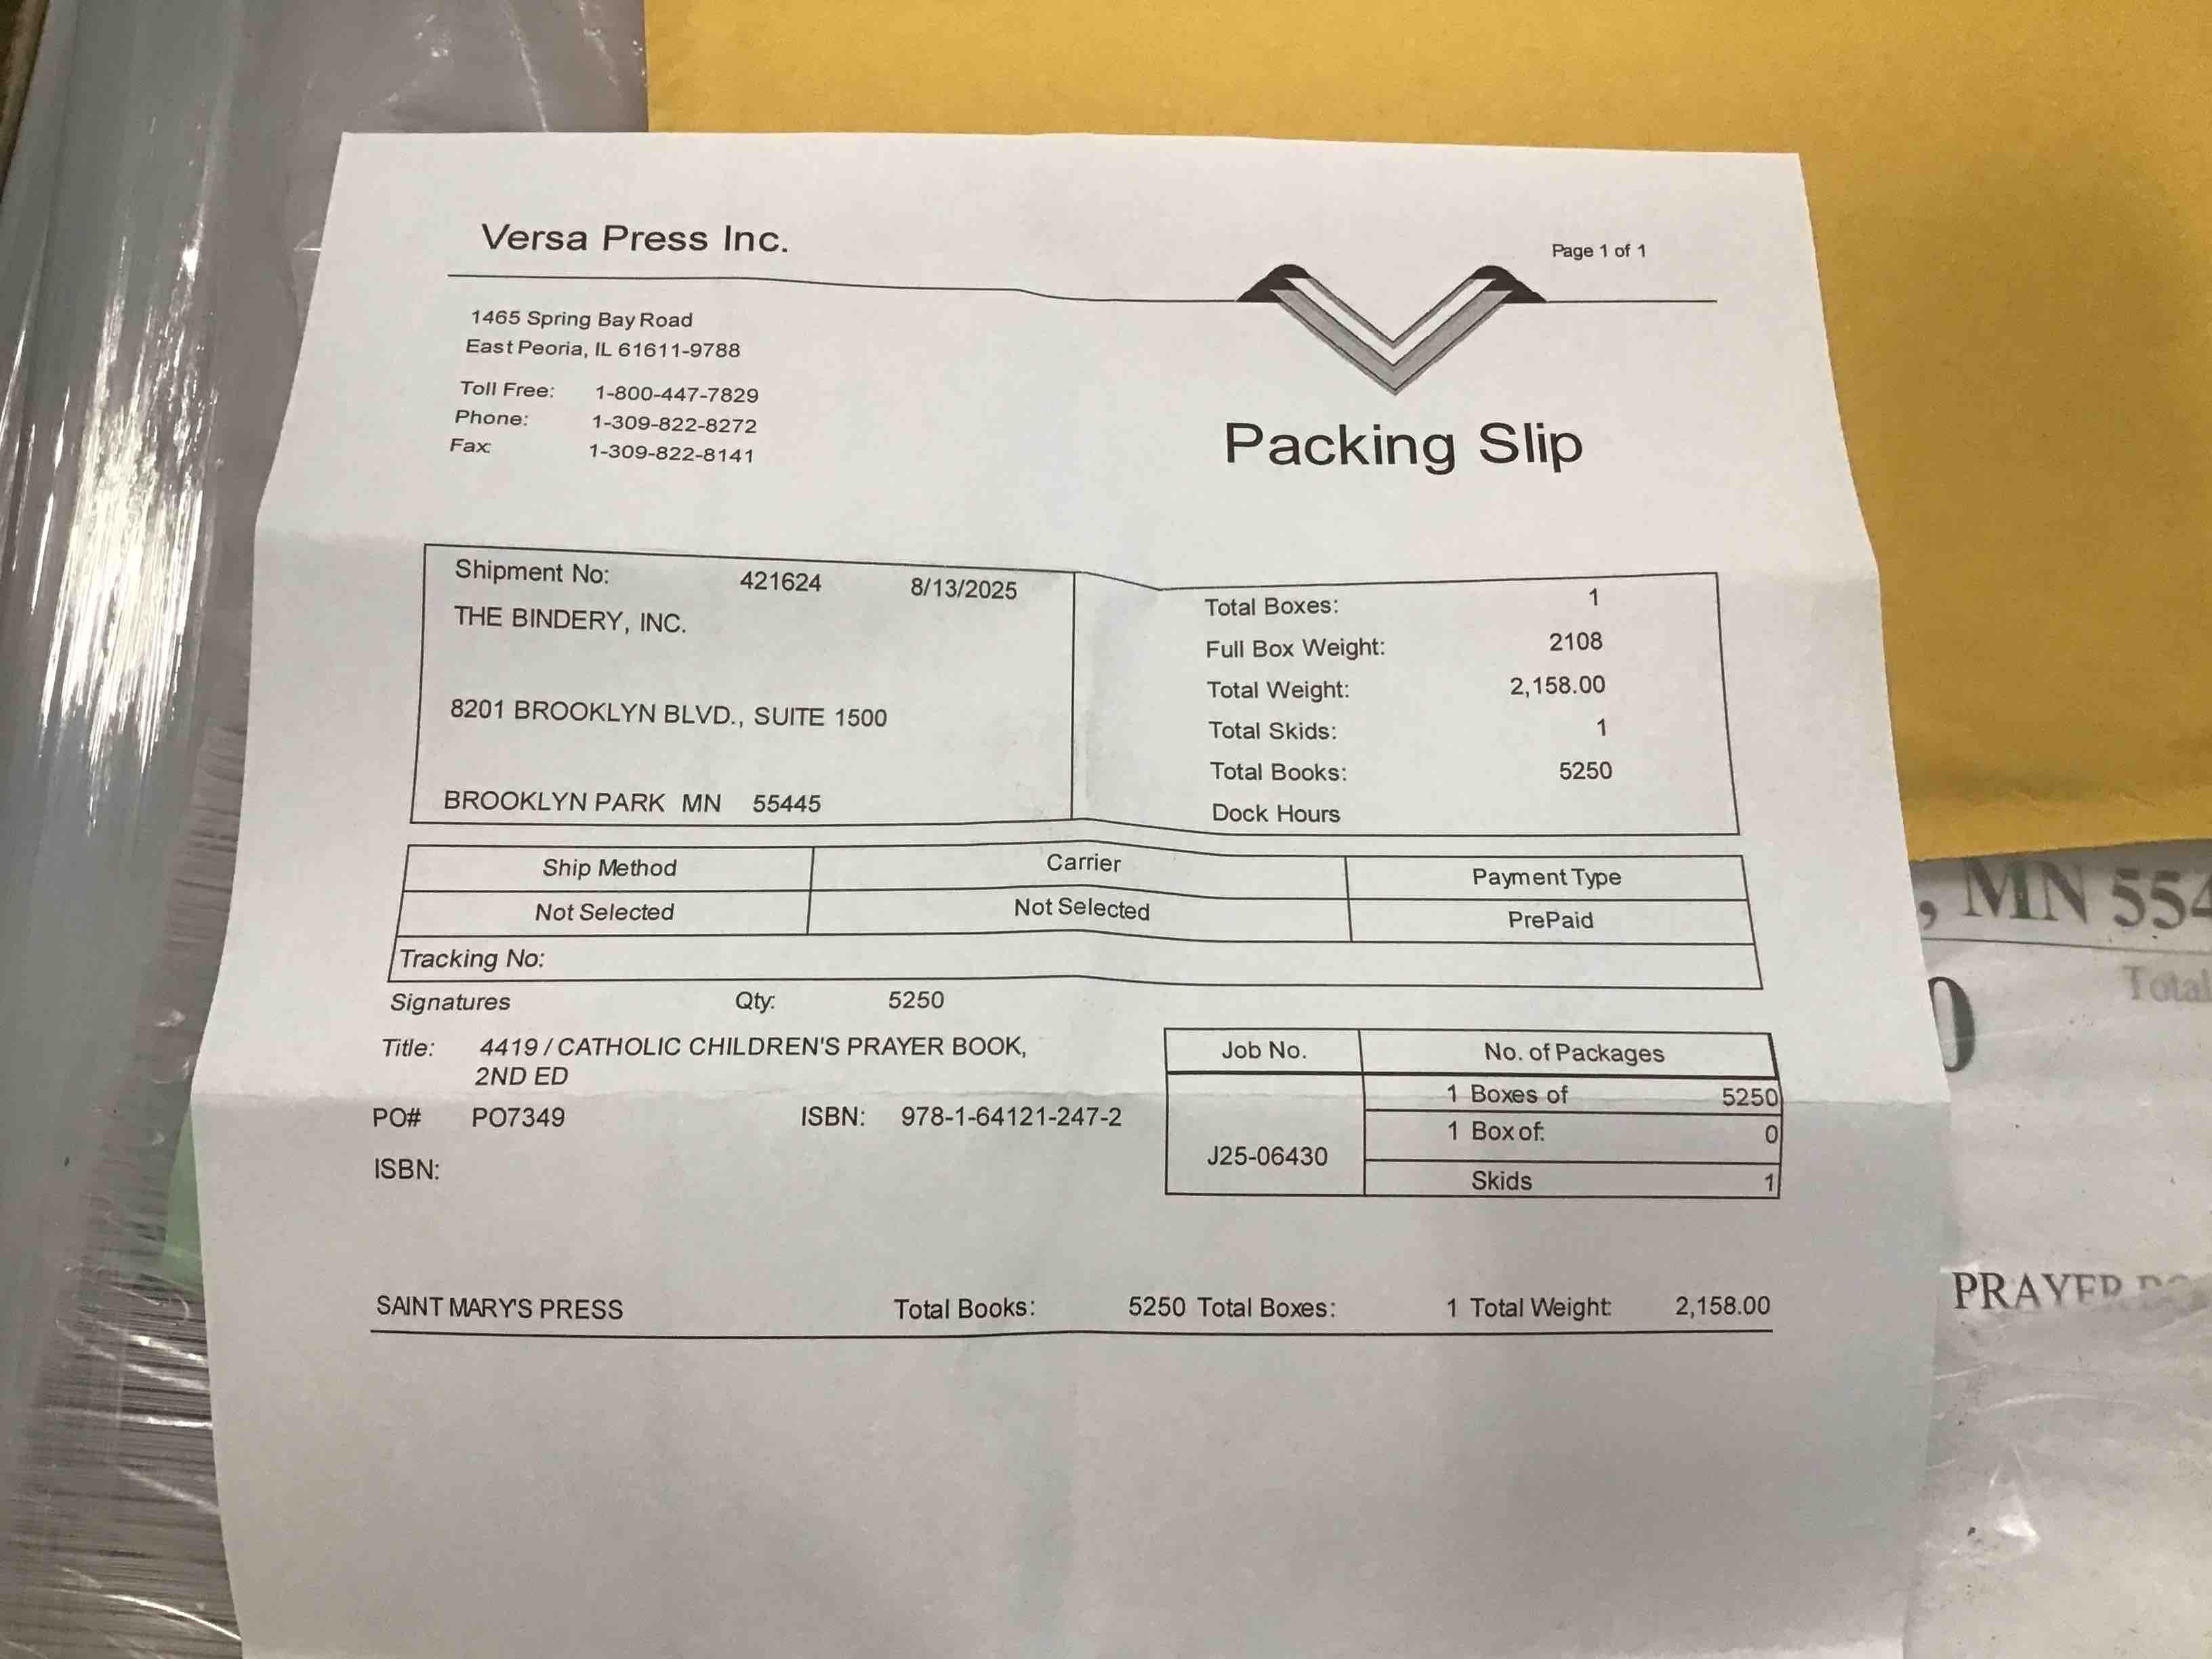 Versa Press Inc.
Page 1 of 1
1465 Spring Bay Road
East Peoria, IL 61611-9788
Toll Free: 1-800-447-7829
Phone: 1-309-822-8272
Fax: 1-309-822-8141
Packing Slip
Shipment No: 421624 8/13/2025
THE BINDERY, INC.
8201 BROOKLYN BLVD., SUITE 1500
BROOKLYN PARK MN 55445
Total Boxes: 1
Full Box Weight: 2108
Total Weight: 2,158.00
Total Skids: 1
Total Books: 5250
Dock Hours
Ship Method Carrier Payment Type
Not Selected Not Selected PrePaid
Tracking No:
Signatures Qty: 5250
Title: 4419 / CATHOLIC CHILDREN'S PRAYER BOOK,
2ND ED
PO# PO7349 ISBN: 978-1-64121-247-2
ISBN:
Job No. No. of Packages
1 Boxes of 5250
1 Box of: 0
J25-06430
Skids 1
SAINT MARY'S PRESS Total Books: 5250 Total Boxes: 1 Total Weight: 2,158.00
, MN 554
Total
PRAYER